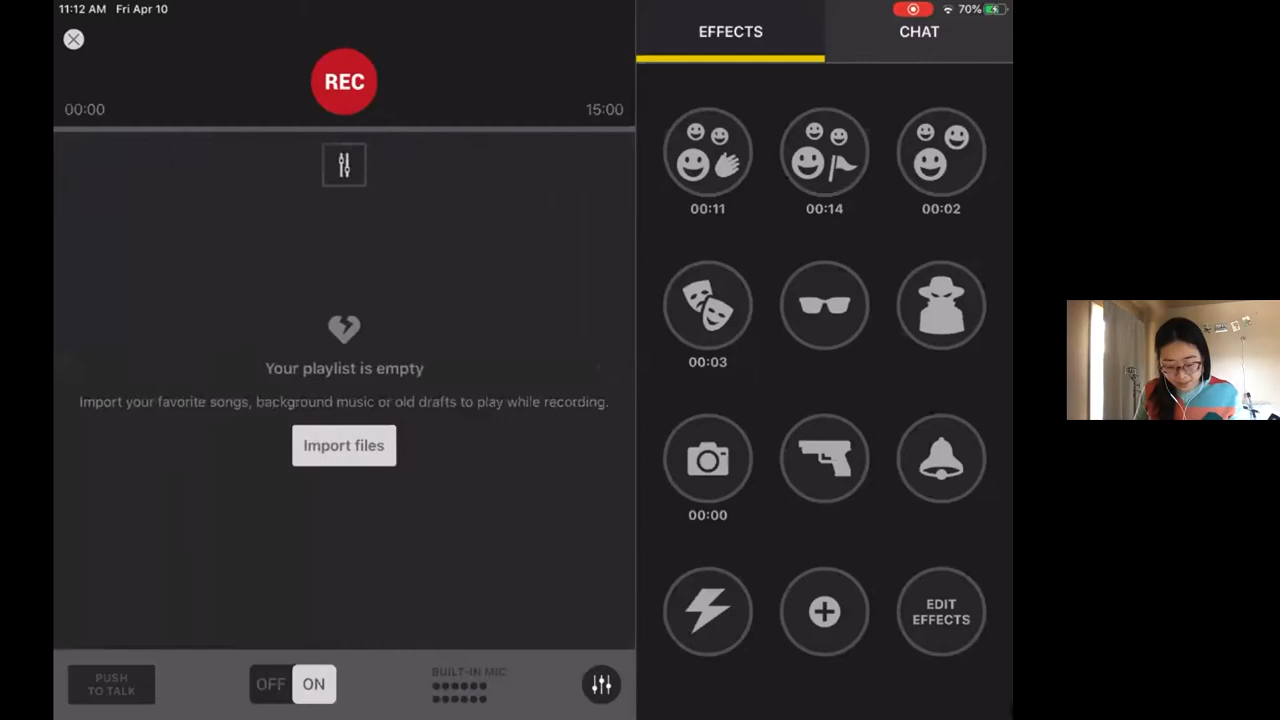 11:12 AM Fri Apr 10
70%
REC
00:00
15:00
Your playlist is empty
Import your favorite songs, background music or old drafts to play while recording.
Import files
PUSH
TO TALK
OFF ON
BUILT-IN MIC
EFFECTS
CHAT
00:11
00:14
00:02
00:03
00:00
EDIT
EFFECTS